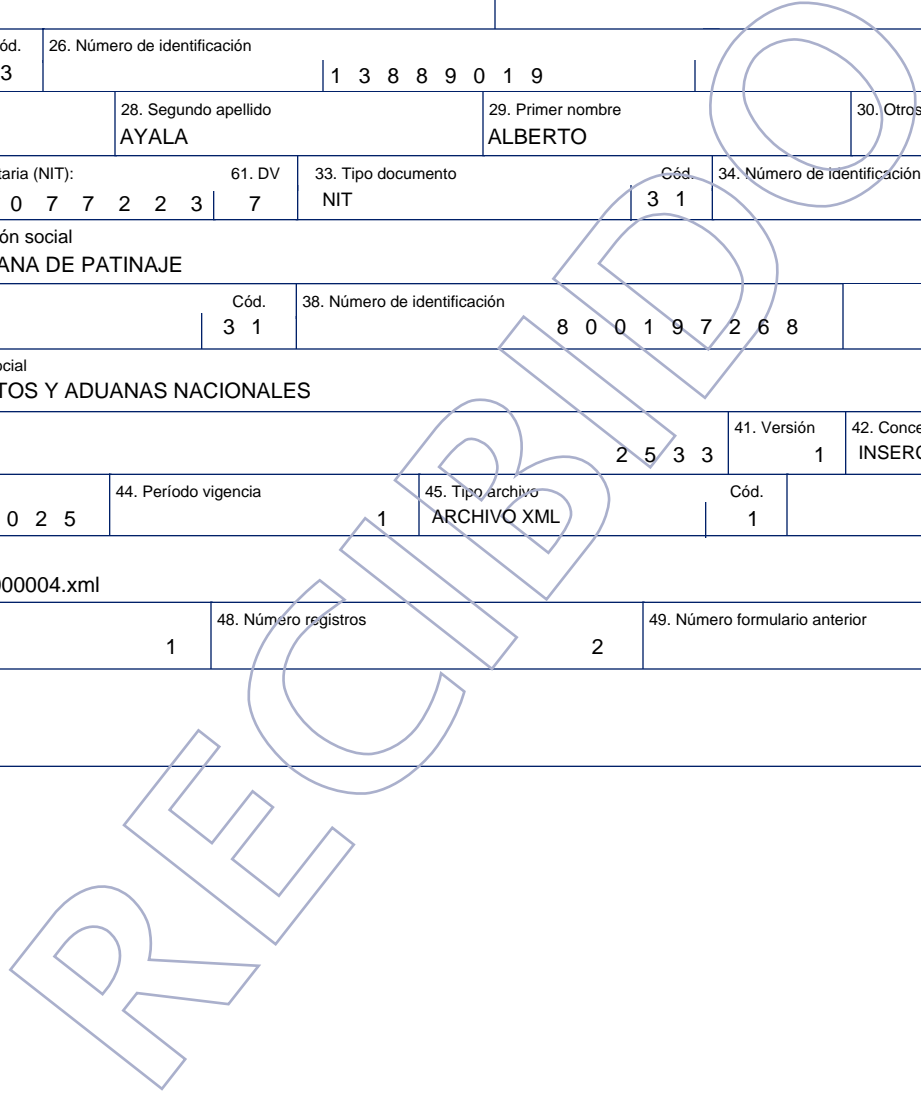 ód. 26. Número de identificación
3 1 3 8 8 9 0 1 9
28. Segundo apellido 29. Primer nombre 30. Otros
AYALA ALBERTO
taria (NIT): 61. DV 33. Tipo documento Cód. 34. Número de identificación
0 7 7 2 2 3 7 NIT 3 1
ón social
ANA DE PATINAJE
Cód. 38. Número de identificación
3 1 8 0 0 1 9 7 2 6 8
ocial
TOS Y ADUANAS NACIONALES
41. Versión 42. Conce
2 5 3 3 1 INSERC
44. Período vigencia 45. Tipo archivo Cód.
0 2 5 1 ARCHIVO XML 1
000004.xml
48. Número registros 49. Número formulario anterior
1 2
RECIBIDO